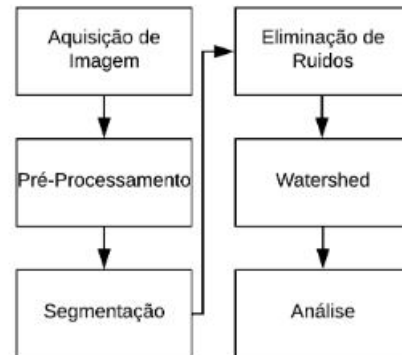 Aquisição de
Imagem
Pré-Processamento
Segmentação
Eliminação de
Ruidos
Watershed
Análise